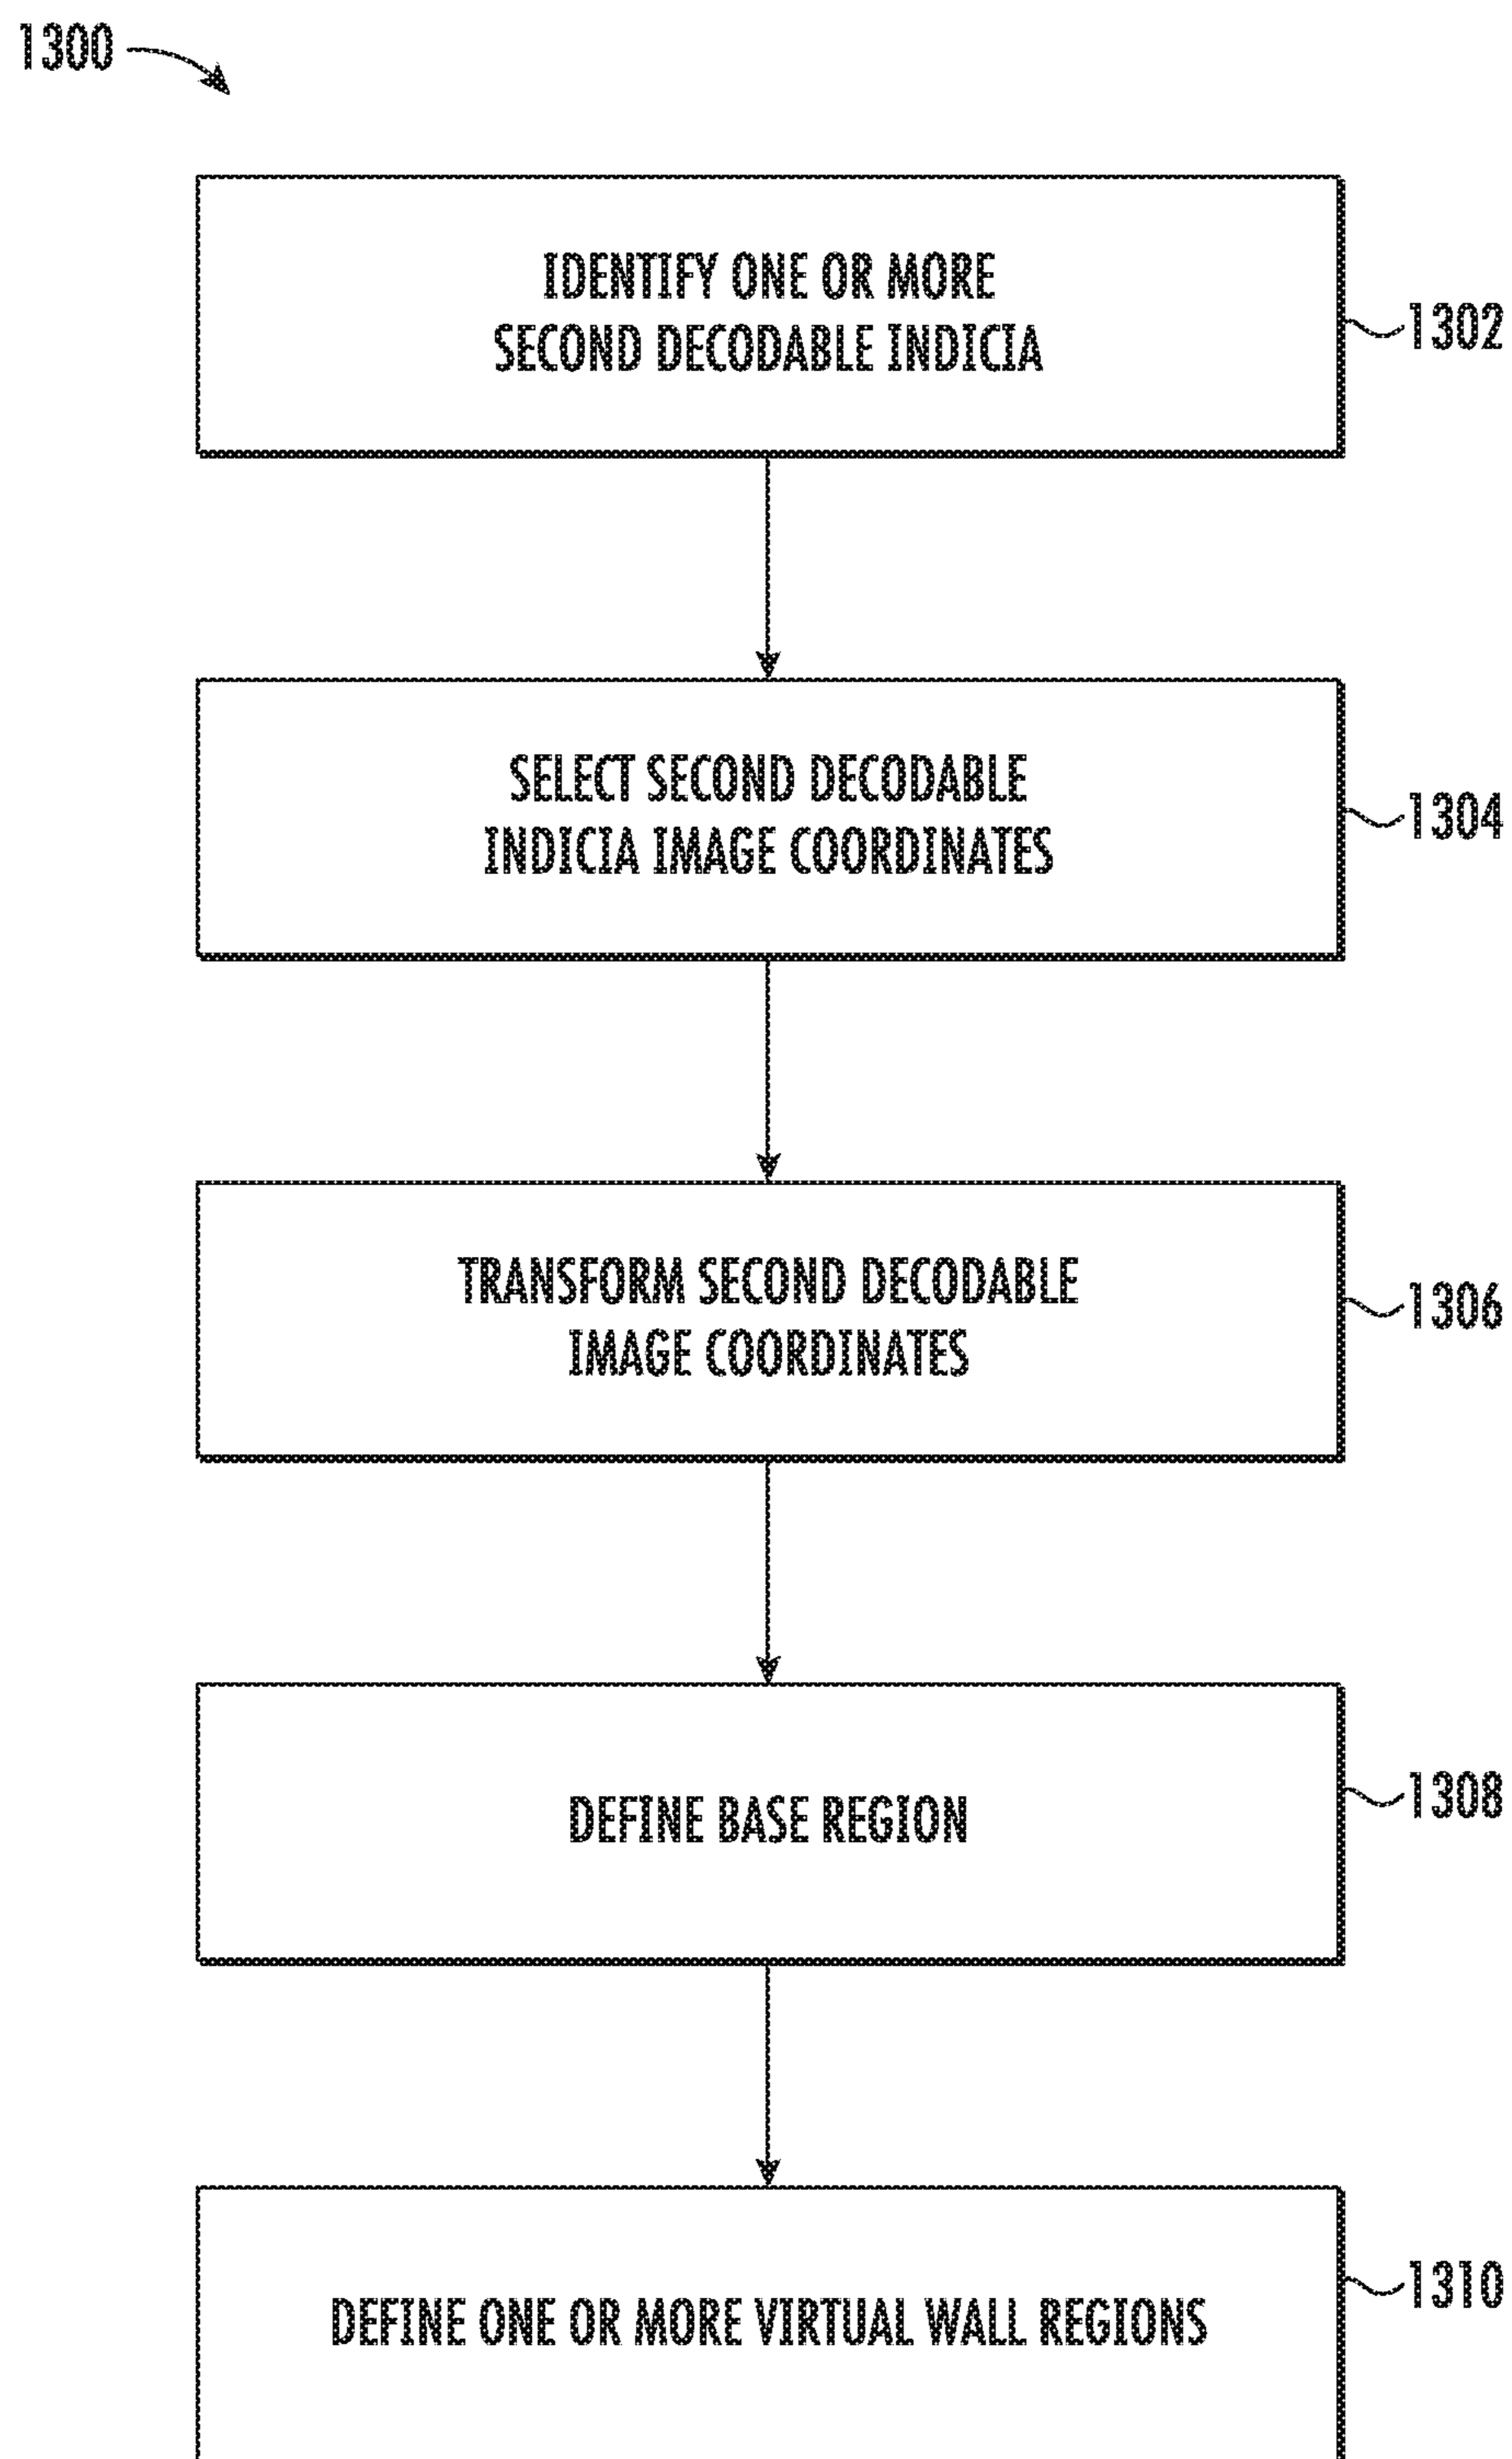 1300
IDENTIFY ONE OR MORE
SECOND DECODABLE INDICIA
1302
SELECT SECOND DECODABLE
INDICIA IMAGE COORDINATES
1304
TRANSFORM SECOND DECODABLE
IMAGE COORDINATES
1306
DEFINE BASE REGION
1308
DEFINE ONE OR MORE VIRTUAL WALL REGIONS
1310